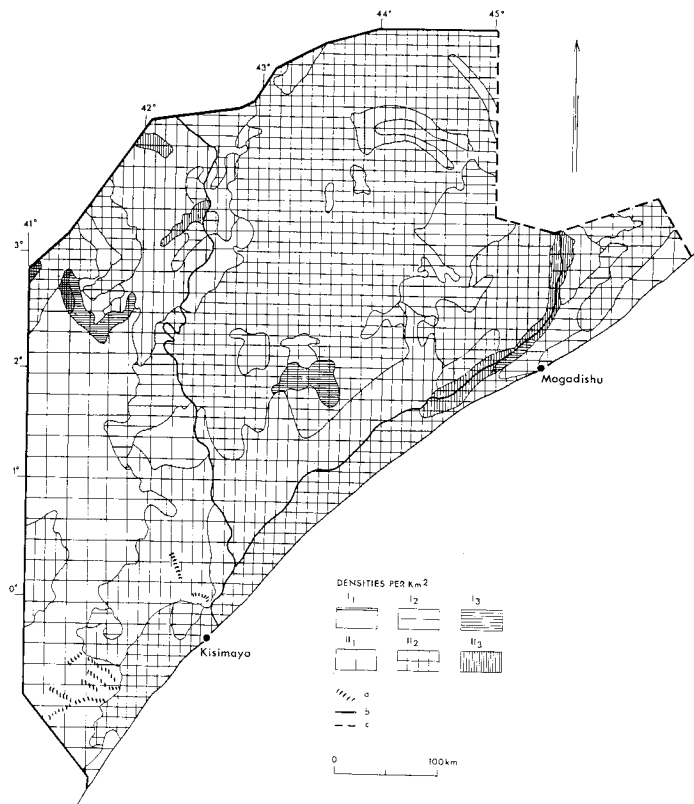 44° 45°
43°
42°
41°
3°
2°
Mogadishu
1°
0°
DENSITIES PER Km²
I₁ I₂ I₃
II₁ II₂ II₃
Kisimayo
a
b
c
0 100km